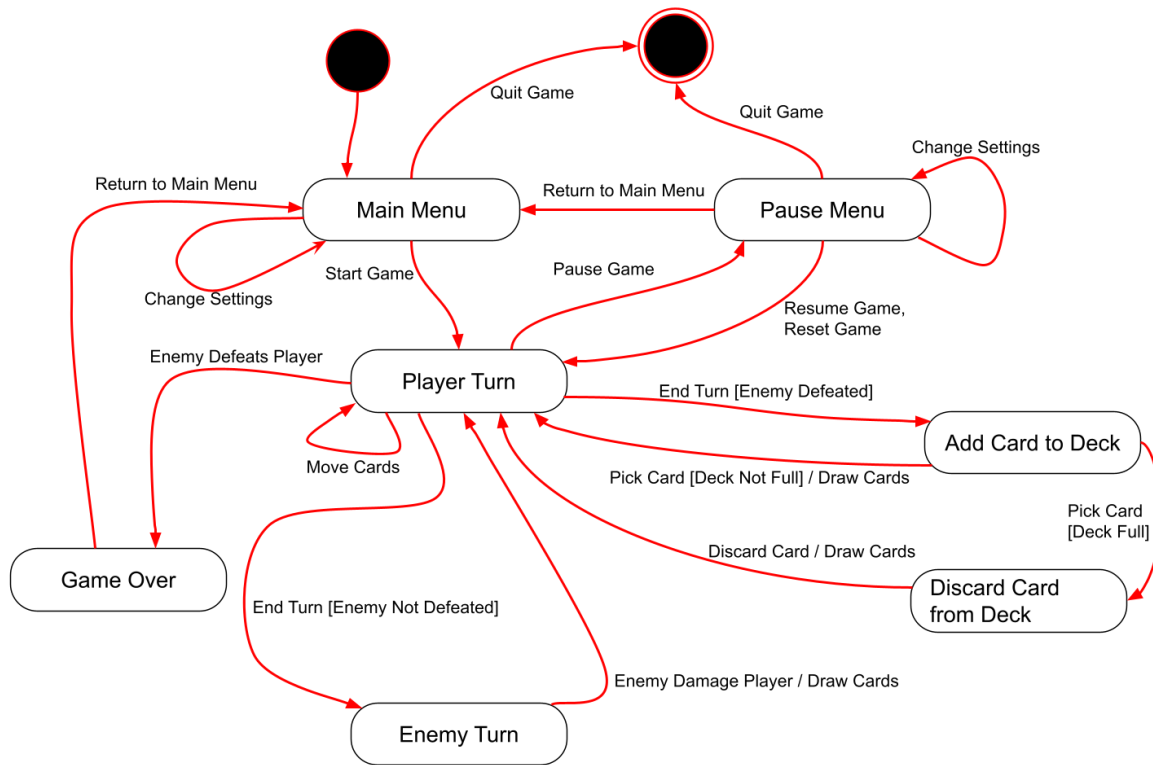 Quit Game
Quit Game
Change Settings
Return to Main Menu
Return to Main Menu
Main Menu
Pause Menu
Start Game
Pause Game
Change Settings
Resume Game,
Reset Game
Enemy Defeats Player
Player Turn
End Turn [Enemy Defeated]
Add Card to Deck
Move Cards
Pick Card [Deck Not Full] / Draw Cards
Pick Card
[Deck Full]
Discard Card / Draw Cards
Game Over
Discard Card
from Deck
End Turn [Enemy Not Defeated]
Enemy Damage Player / Draw Cards
Enemy Turn